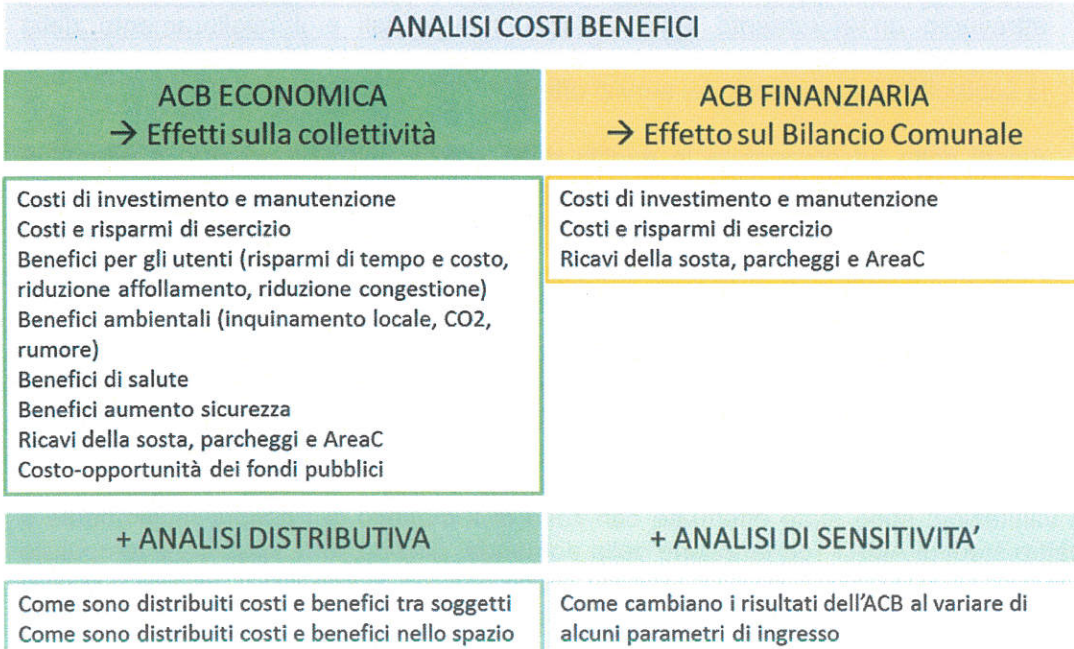 ANALISI COSTI BENEFICI
ACB ECONOMICA
→ Effetti sulla collettività
ACB FINANZIARIA
→ Effetto sul Bilancio Comunale
Costi di investimento e manutenzione
Costi e risparmi di esercizio
Benefici per gli utenti (risparmi di tempo e costo,
riduzione affollamento, riduzione congestione)
Benefici ambientali (inquinamento locale, CO2,
rumore)
Benefici di salute
Benefici aumento sicurezza
Ricavi della sosta, parcheggi e AreaC
Costo-opportunità dei fondi pubblici
Costi di investimento e manutenzione
Costi e risparmi di esercizio
Ricavi della sosta, parcheggi e AreaC
+ ANALISI DISTRIBUTIVA
+ ANALISI DI SENSITIVITA’
Come sono distribuiti costi e benefici tra soggetti
Come sono distribuiti costi e benefici nello spazio
Come cambiano i risultati dell’ACB al variare di
alcuni parametri di ingresso